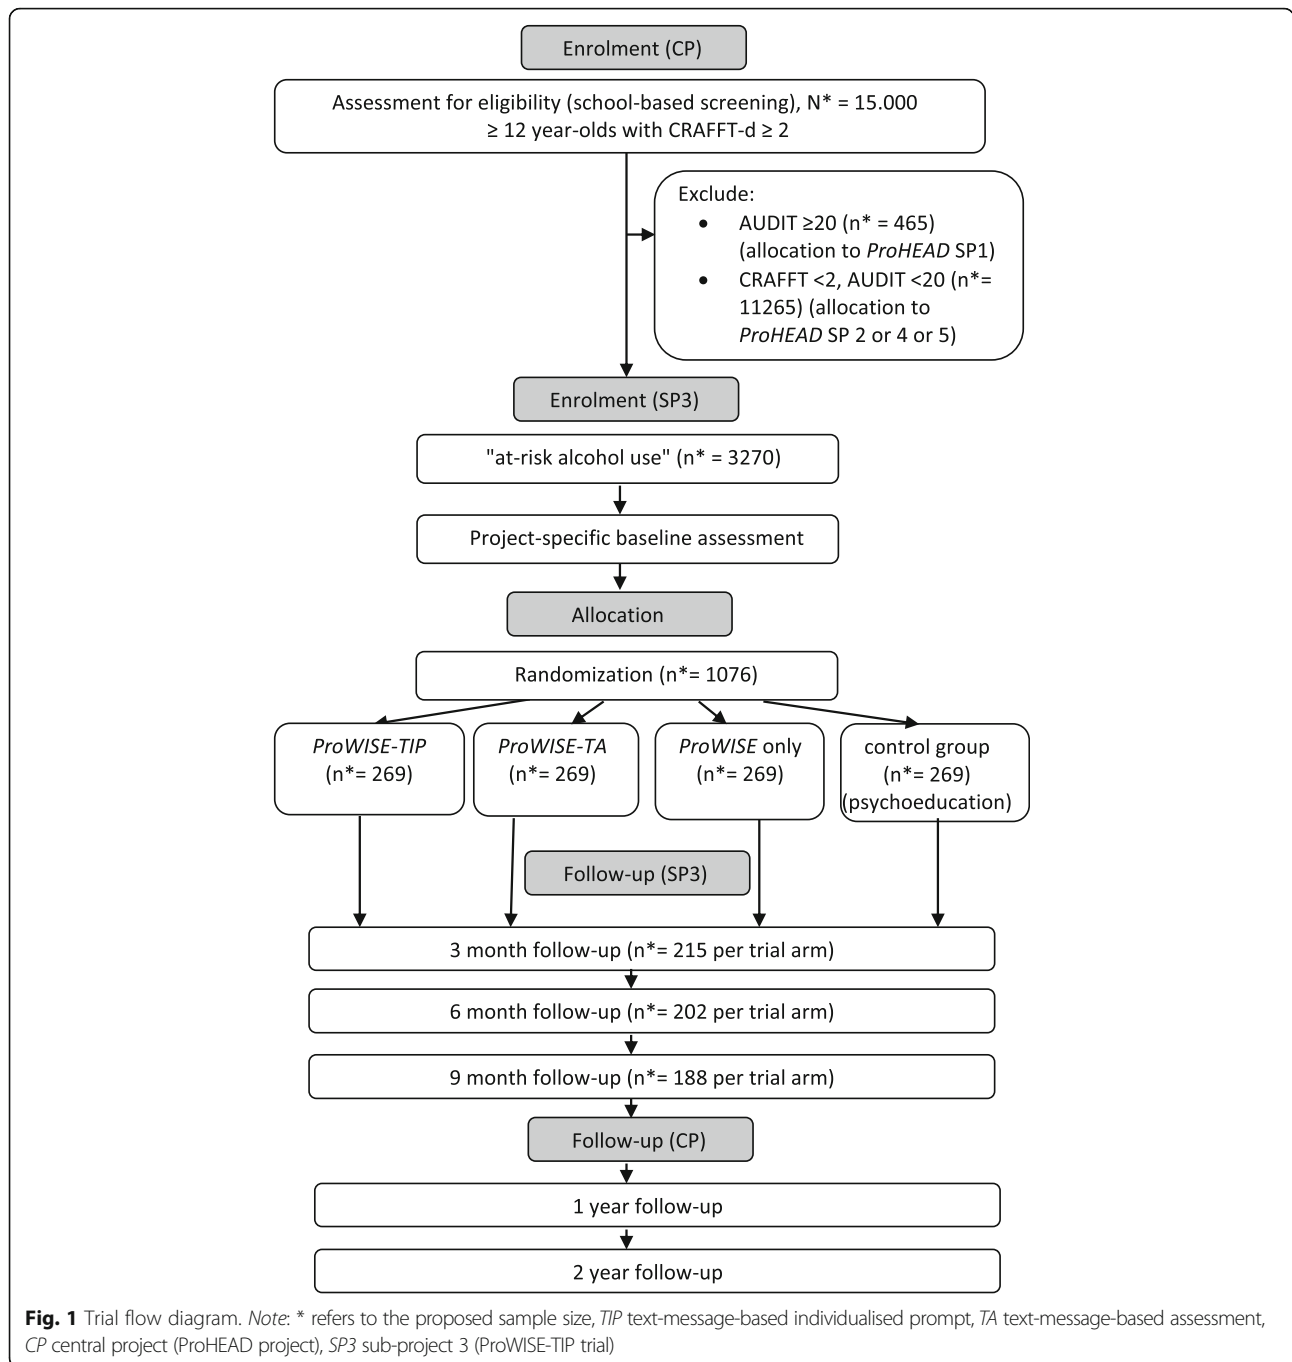 Enrolment (CP)
Assessment for eligibility (school-based screening), N* = 15.000
≥ 12 year-olds with CRAFFT-d ≥ 2
Exclude:
• AUDIT ≥20 (n* = 465)
(allocation to ProHEAD SP1)
• CRAFFT <2, AUDIT <20 (n*=
11265) (allocation to
ProHEAD SP 2 or 4 or 5)
Enrolment (SP3)
"at-risk alcohol use" (n* = 3270)
Project-specific baseline assessment
Allocation
Randomization (n*= 1076)
ProWISE-TIP
(n*= 269)
ProWISE-TA
(n*= 269)
ProWISE only
(n*= 269)
control group
(n*= 269)
(psychoeducation)
Follow-up (SP3)
3 month follow-up (n*= 215 per trial arm)
6 month follow-up (n*= 202 per trial arm)
9 month follow-up (n*= 188 per trial arm)
Follow-up (CP)
1 year follow-up
2 year follow-up
Fig. 1 Trial flow diagram. Note: * refers to the proposed sample size, TIP text-message-based individualised prompt, TA text-message-based assessment,
CP central project (ProHEAD project), SP3 sub-project 3 (ProWISE-TIP trial)